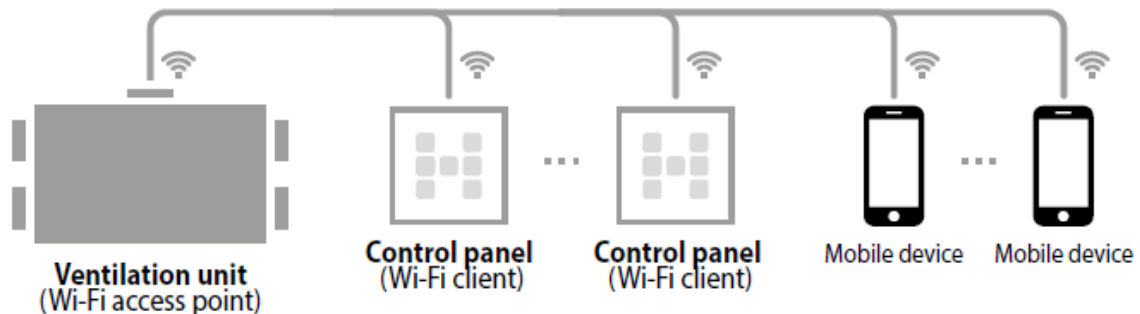 Ventilation unit
(Wi-Fi access point)
Control panel
(Wi-Fi client)
Control panel
(Wi-Fi client)
Mobile device
Mobile device